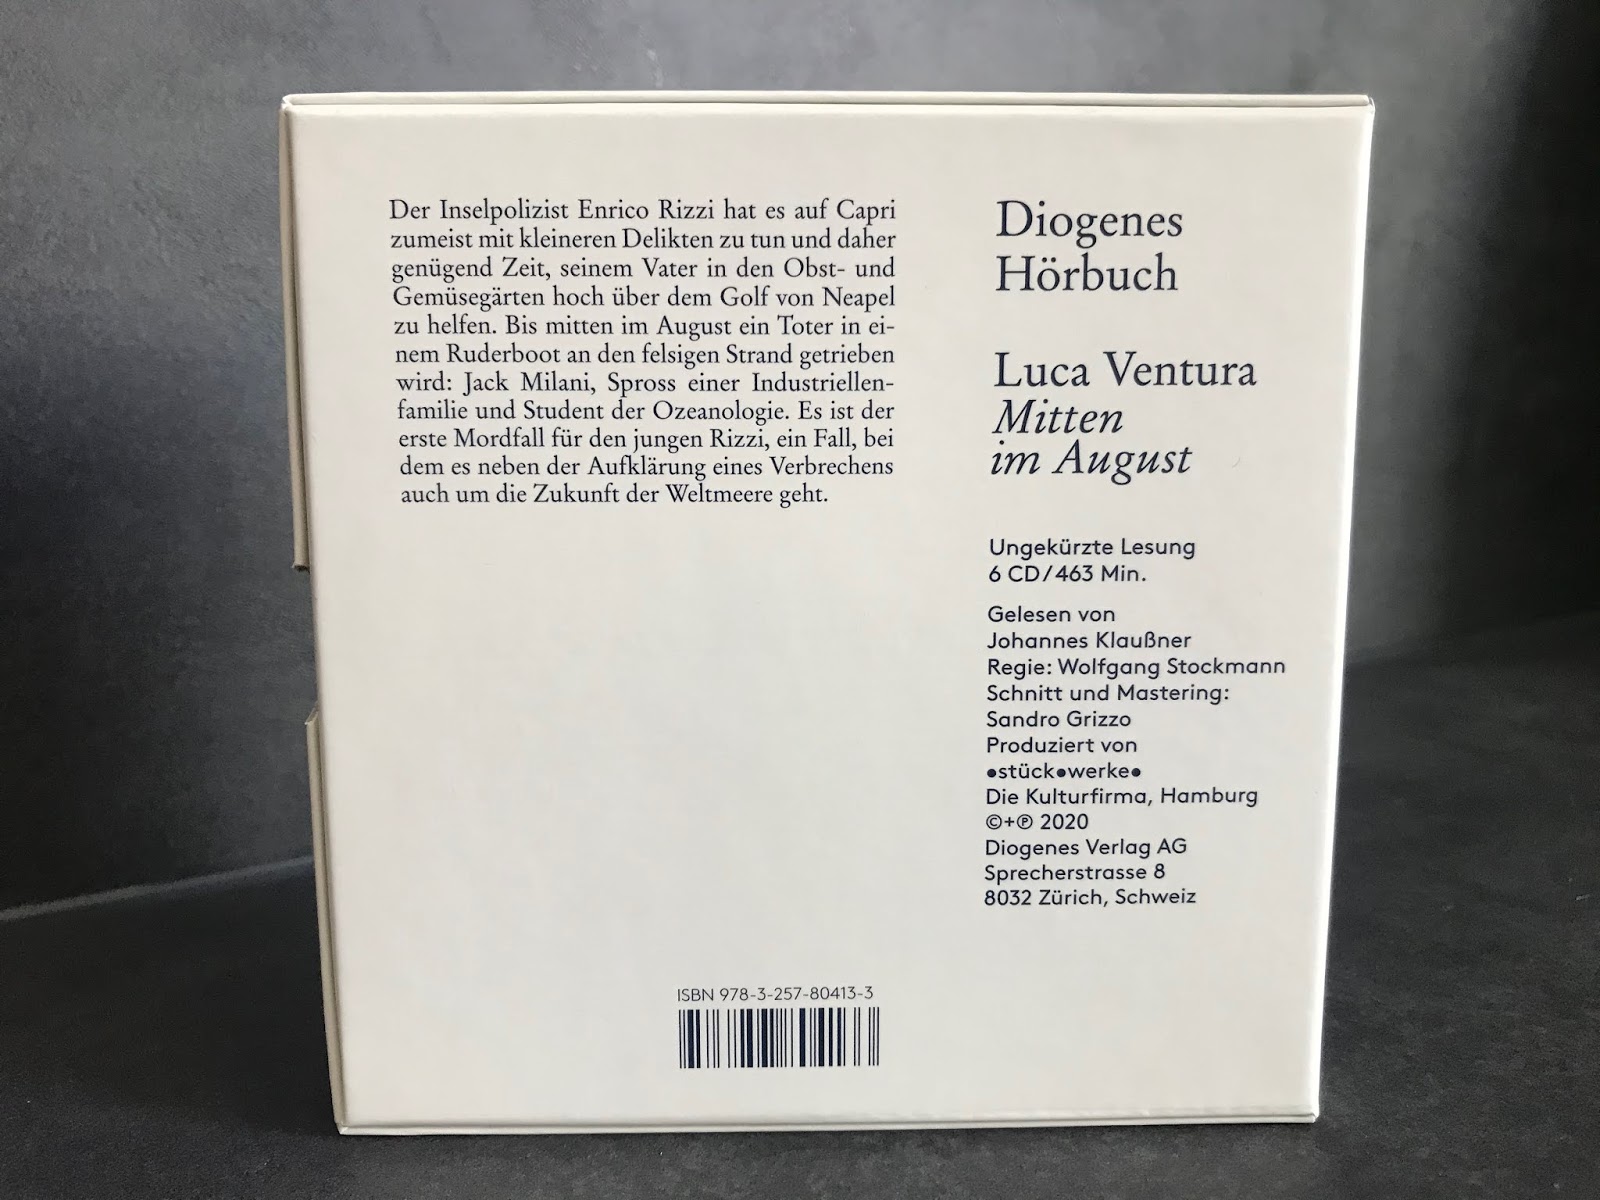 Der Inselpolizist Enrico Rizzi hat es auf Capri
zumeist mit kleineren Delikten zu tun und daher
genügend Zeit, seinem Vater in den Obst- und
Gemüsegärten hoch über dem Golf von Neapel
zu helfen. Bis mitten im August ein Toter in ei-
nem Ruderboot an den felsigen Strand getrieben
wird: Jack Milani, Spross einer Industriellen-
familie und Student der Ozeanologie. Es ist der
erste Mordfall für den jungen Rizzi, ein Fall, bei
dem es neben der Aufklärung eines Verbrechens
auch um die Zukunft der Weltmeere geht.
Diogenes
Hörbuch
Luca Ventura
Mitten
im August
Ungekürzte Lesung
6 CD/463 Min.
Gelesen von
Johannes Klaußner
Regie: Wolfgang Stockmann
Schnitt und Mastering:
Sandro Grizzo
Produziert von
•stück•werke•
Die Kulturfirma, Hamburg
©+℗ 2020
Diogenes Verlag AG
Sprecherstrasse 8
8032 Zürich, Schweiz
ISBN 978-3-257-80413-3